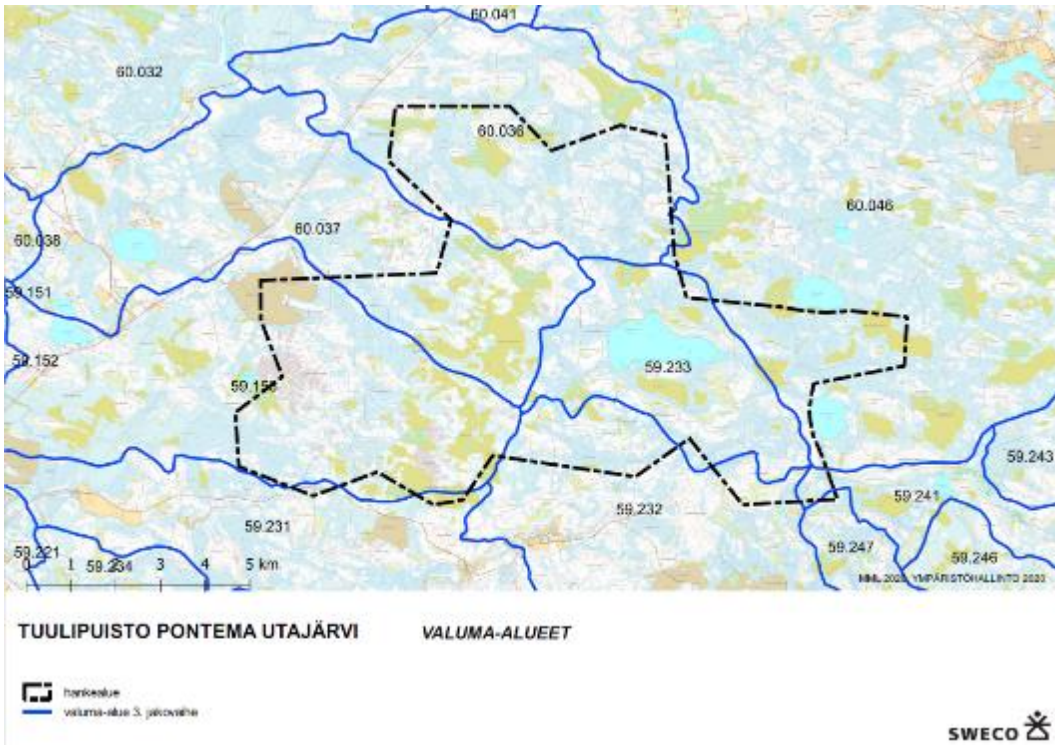 60.041
60.032
60.036
60.046
60.037
60.038
59.151
59.152
59.233
59.243
59.241
59.231
59.232
59.247
59.246
59.221
59.234
0 1 2 3 4 5 km
MML 2020, YMPÄRISTÖHALLINTO 2020
TUULIPUISTO PONTEMA UTAJÄRVI VALUMA-ALUEET
hankealue
valuma-alue 3. jakovaihe
SWECO